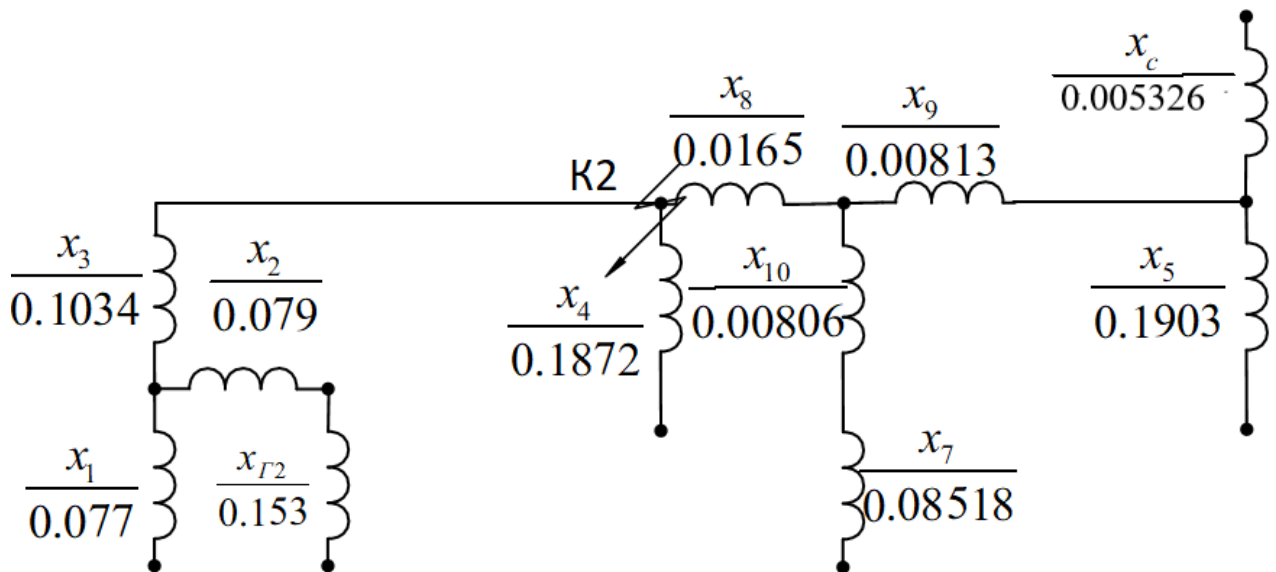 x_c
0.005326
x_8
0.0165
x_9
0.00813
К2
x_3
0.1034
x_2
0.079
x_4
0.1872
x_10
0.00806
x_5
0.1903
x_1
0.077
x_Г2
0.153
x_7
0.08518